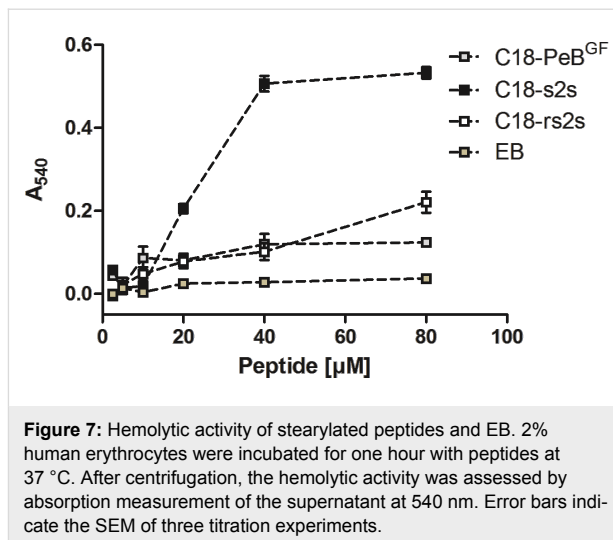 0.6
0.4
0.2
0.0
A540
0
20
40
60
80
100
Peptide [µM]
C18-PeBGF
C18-s2s
C18-rs2s
EB
Figure 7: Hemolytic activity of stearylated peptides and EB. 2%
human erythrocytes were incubated for one hour with peptides at
37 °C. After centrifugation, the hemolytic activity was assessed by
absorption measurement of the supernatant at 540 nm. Error bars indi-
cate the SEM of three titration experiments.